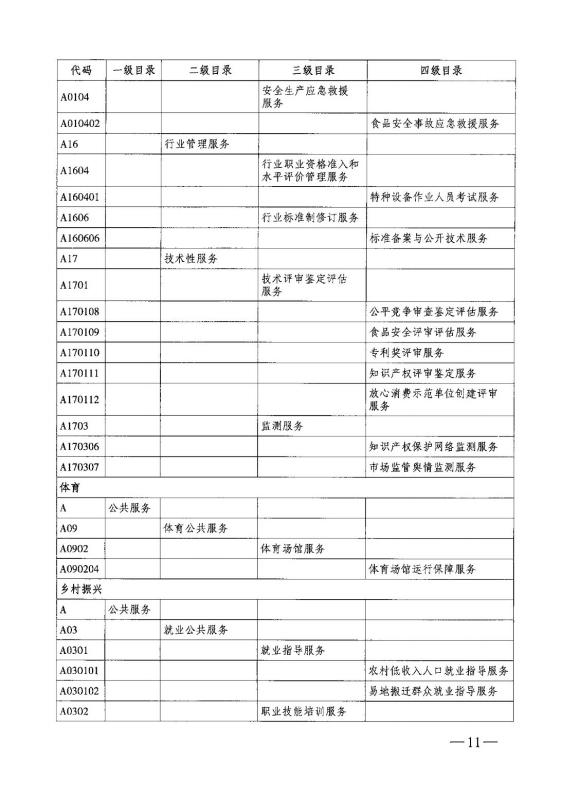 代码 一级目录 二级目录 三级目录 四级目录
A0104 安全生产应急救援
服务
A010402 食品安全事故应急救援服务
A16 行业管理服务
A1604 行业职业资格准入和
水平评价管理服务
A160401 特种设备作业人员考试服务
A1606 行业标准制修订服务
A160606 标准备案与公开技术服务
A17 技术性服务
A1701 技术评审鉴定评估
服务
A170108 公平竞争审查鉴定评估服务
A170109 食品安全评审评估服务
A170110 专利奖评审服务
A170111 知识产权评审鉴定服务
A170112 放心消费示范单位创建评审
服务
A1703 监测服务
A170306 知识产权保护网络监测服务
A170307 市场监管舆情监测服务
体育
A 公共服务
A09 体育公共服务
A0902 体育场馆服务
A090204 体育场馆运行保障服务
乡村振兴
A 公共服务
A03 就业公共服务
A0301 就业指导服务
A030101 农村低收入人口就业指导服务
A030102 易地搬迁群众就业指导服务
A0302 职业技能培训服务
—11—